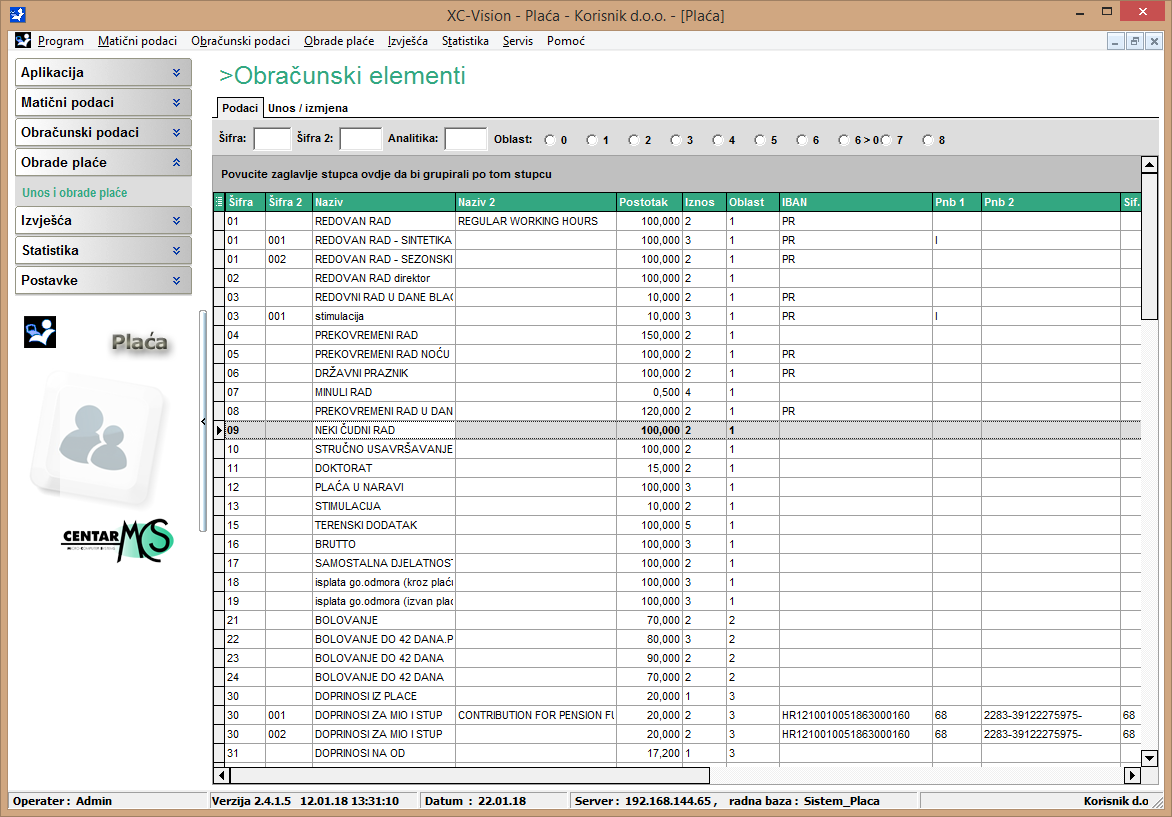 XC-Vision - Plaća - Korisnik d.o.o. - [Plaća]
Program Matični podaci Obračunski podaci Obrade plaće Izvješća Statistika Servis Pomoć
Aplikacija
Matični podaci
Obračunski podaci
Obrade plaće
Unos i obrade plaće
Izvješća
Statistika
Postavke
Plaća
CENTAR MCS
>Obračunski elementi
Podaci Unos / izmjena
Šifra: Šifra 2: Analitika: Oblast: 0 1 2 3 4 5 6 6 > 0 7 8
Povucite zaglavlje stupca ovdje da bi grupirali po tom stupcu
Šifra Šifra 2 Naziv Naziv 2 Postotak Iznos Oblast IBAN Pnb 1 Pnb 2 Sif.
01 REDOVAN RAD REGULAR WORKING HOURS 100,000 2 1 PR
01 001 REDOVAN RAD - SINTETIKA 100,000 3 1 PR I
01 002 REDOVAN RAD - SEZONSKI 100,000 2 1 PR
02 REDOVAN RAD direktor 100,000 2 1
03 REDOVNI RAD U DANE BLAG 10,000 2 1 PR
03 001 stimulacija 10,000 3 1 PR I
04 PREKOVREMENI RAD 150,000 2 1
05 PREKOVREMENI RAD NOĆU 100,000 2 1 PR
06 DRŽAVNI PRAZNIK 100,000 2 1 PR
07 MINULI RAD 0,500 4 1
08 PREKOVREMENI RAD U DAN 120,000 2 1 PR
09 NEKI ČUDNI RAD 100,000 2 1
10 STRUČNO USAVRŠAVANJE 100,000 2 1
11 DOKTORAT 15,000 2 1
12 PLAĆA U NARAVI 100,000 3 1
13 STIMULACIJA 10,000 2 1
15 TERENSKI DODATAK 100,000 5 1
16 BRUTTO 100,000 3 1
17 SAMOSTALNA DJELATNOST 100,000 2 1
18 isplata go.odmora (kroz plaću 100,000 3 1
19 isplata go.odmora (izvan plać 100,000 3 1
21 BOLOVANJE 70,000 2 2
22 BOLOVANJE DO 42 DANA.P 80,000 3 2
23 BOLOVANJE DO 42 DANA 90,000 2 2
24 BOLOVANJE DO 42 DANA 70,000 2 2
30 DOPRINOSI IZ PLACE 20,000 1 3
30 001 DOPRINOSI ZA MIO I STUP CONTRIBUTION FOR PENSION FU 20,000 2 3 HR1210010051863000160 68 2283-39122275975- 68
30 002 DOPRINOSI ZA MIO I STUP 20,000 2 3 HR1210010051863000160 68 2283-39122275975- 68
31 DOPRINOSI NA OD 17,200 1 3
Operater : Admin Verzija 2.4.1.5 12.01.18 13:31:10 Datum : 22.01.18 Server : 192.168.144.65 , radna baza : Sistem_Placa Korisnik d.o